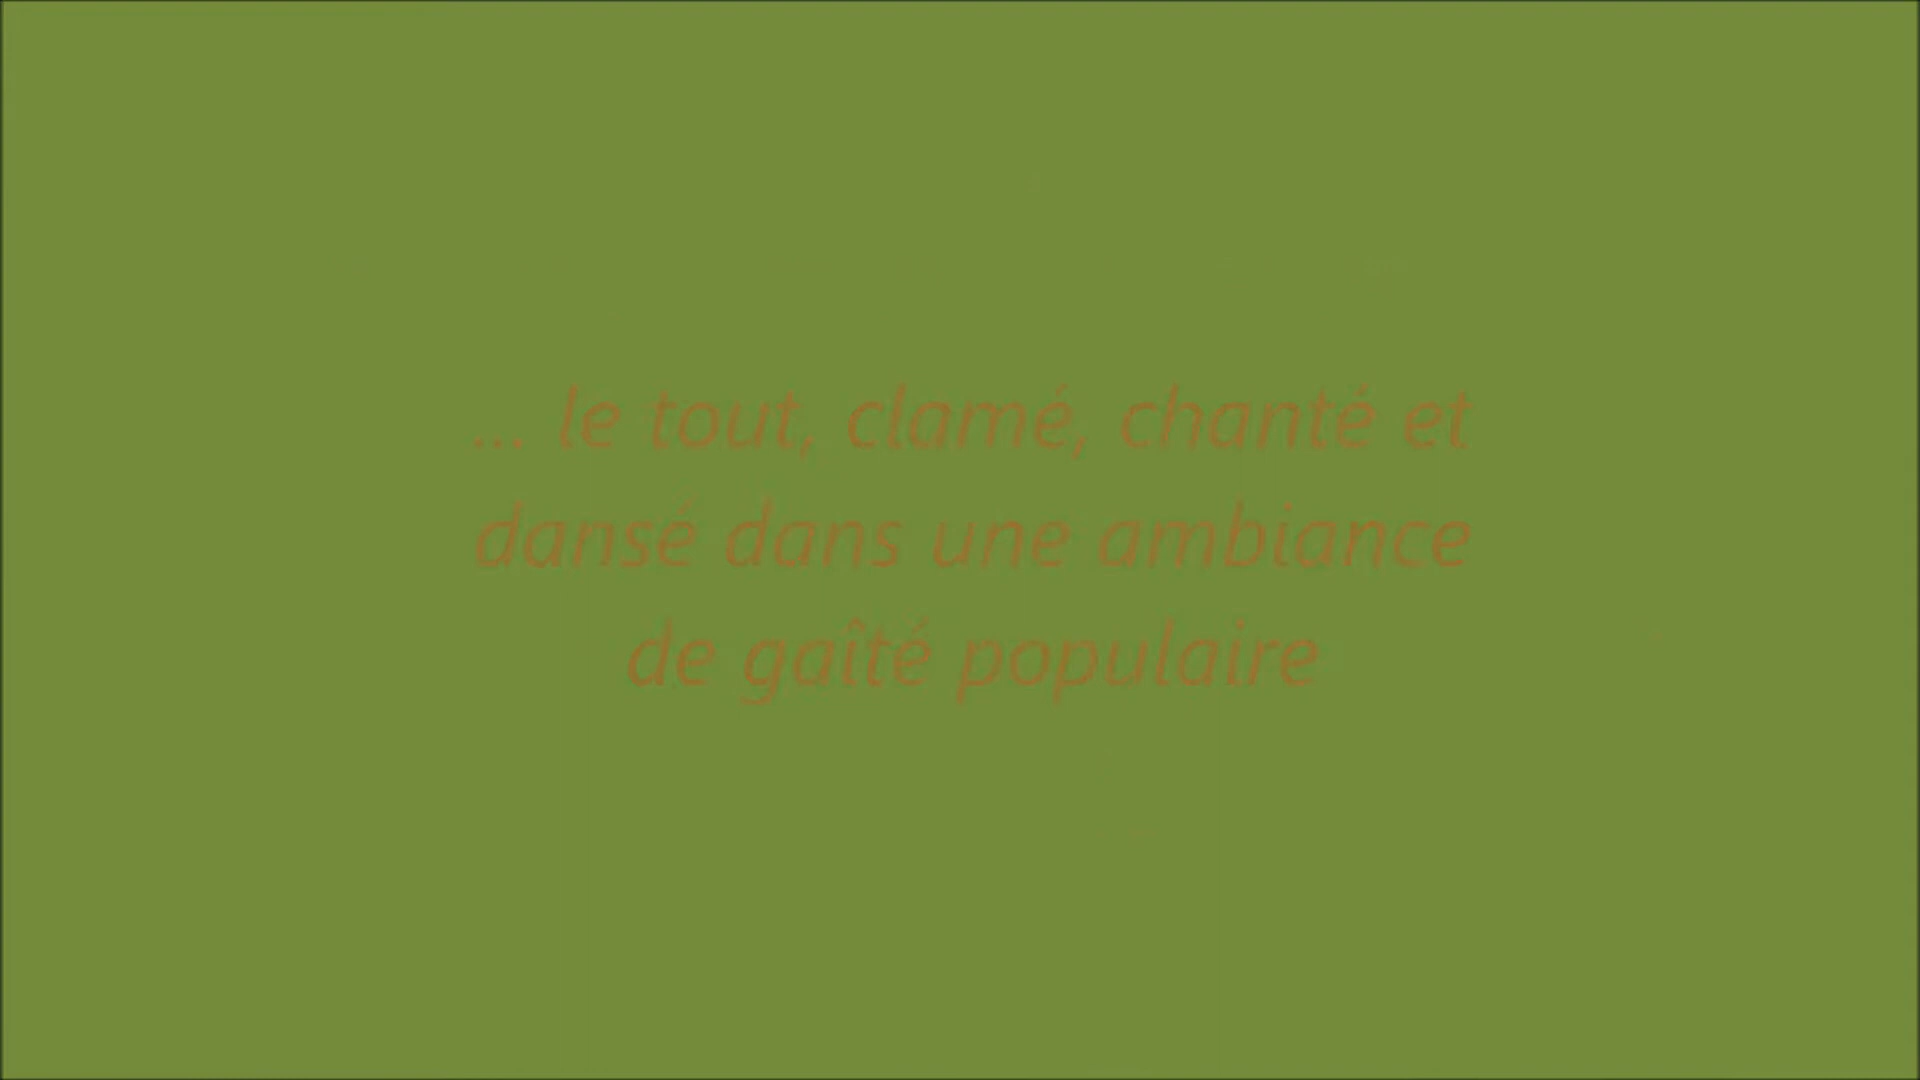 ... le tout, clamé, chanté et
dansé dans une ambiance
de gaîté populaire